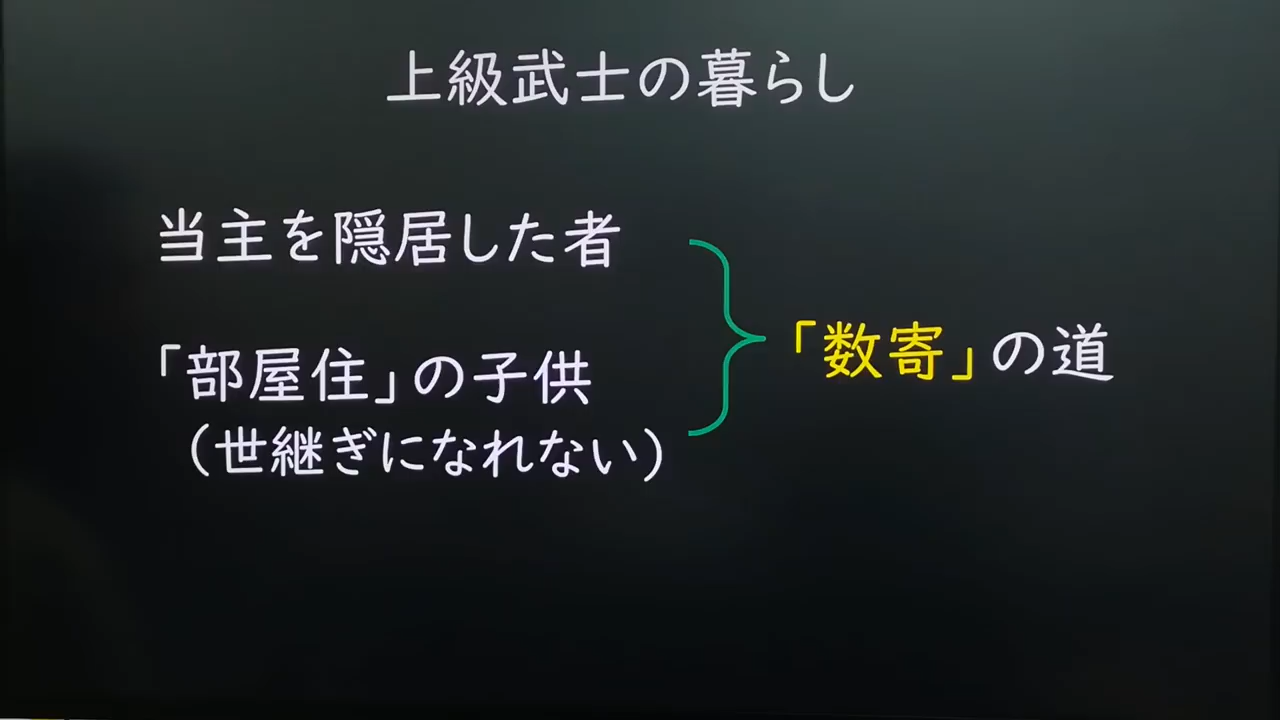 上級武士の暮らし
当主を隠居した者
「部屋住」の子供
（世継ぎになれない）
「数寄」の道